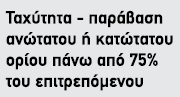 Ταχύτητα - παράβαση
ανώτατου ή κατώτατου
ορίου πάνω από 75%
του επιτρεπόμενου